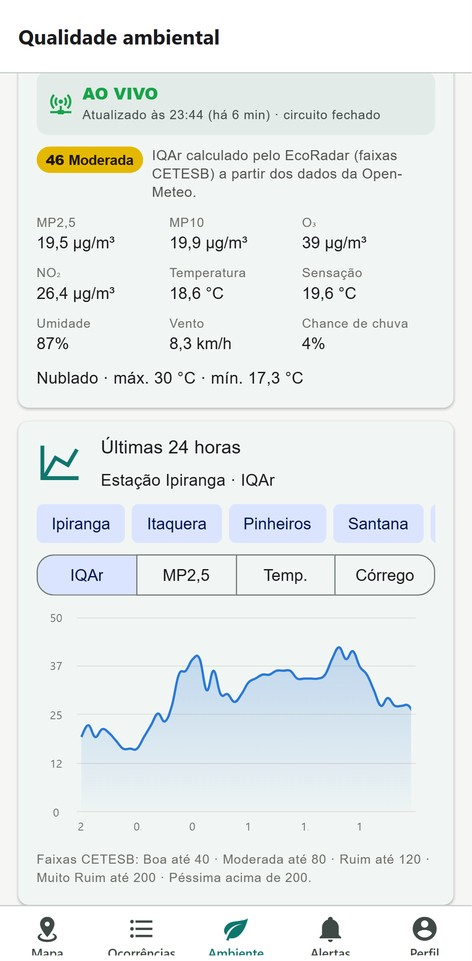 Qualidade ambiental
AO VIVO
Atualizado às 23:44 (há 6 min) · circuito fechado
46 Moderada
IQAr calculado pelo EcoRadar (faixas
CETESB) a partir dos dados da Open-
Meteo.
MP2,5 MP10 O₃
19,5 µg/m³ 19,9 µg/m³ 39 µg/m³
NO₂ Temperatura Sensação
26,4 µg/m³ 18,6 °C 19,6 °C
Umidade Vento Chance de chuva
87% 8,3 km/h 4%
Nublado · máx. 30 °C · mín. 17,3 °C
Últimas 24 horas
Estação Ipiranga · IQAr
Ipiranga Itaquera Pinheiros Santana
IQAr MP2,5 Temp. Córrego
50
37
25
12
0
2 0 0 1 1 1
Faixas CETESB: Boa até 40 · Moderada até 80 · Ruim até 120 ·
Muito Ruim até 200 · Péssima acima de 200.
Mapa Ocorrências Ambiente Alertas Perfil